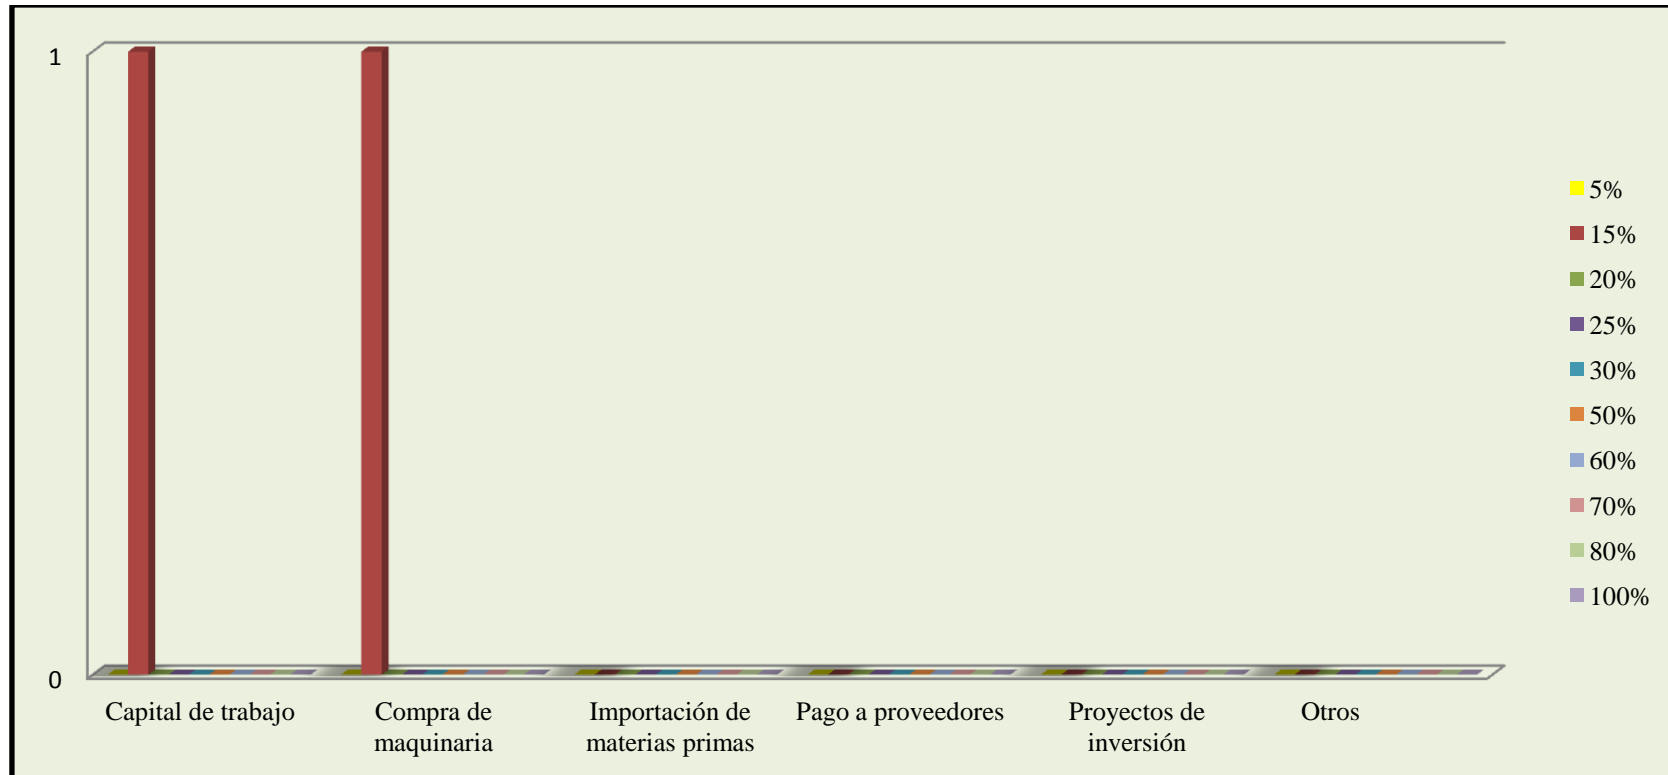 1
0
Capital de trabajo
Compra de
maquinaria
Importación de
materias primas
Pago a proveedores
Proyectos de
inversión
Otros
5%
15%
20%
25%
30%
50%
60%
70%
80%
100%